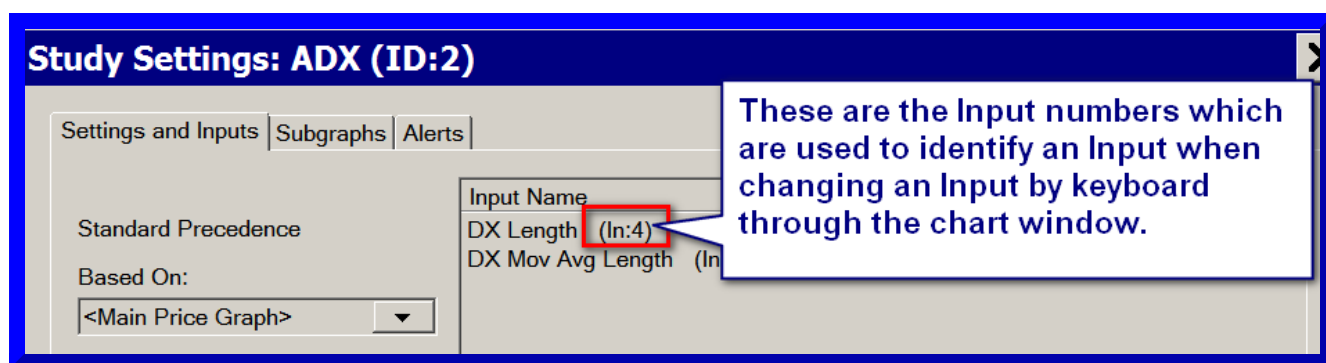 Study Settings: ADX (ID:2)
These are the Input numbers which
are used to identify an Input when
changing an Input by keyboard
through the chart window.
Settings and Inputs Subgraphs Alerts
Input Name
Standard Precedence
DX Length (In:4)
DX Mov Avg Length (In
Based On:
<Main Price Graph>